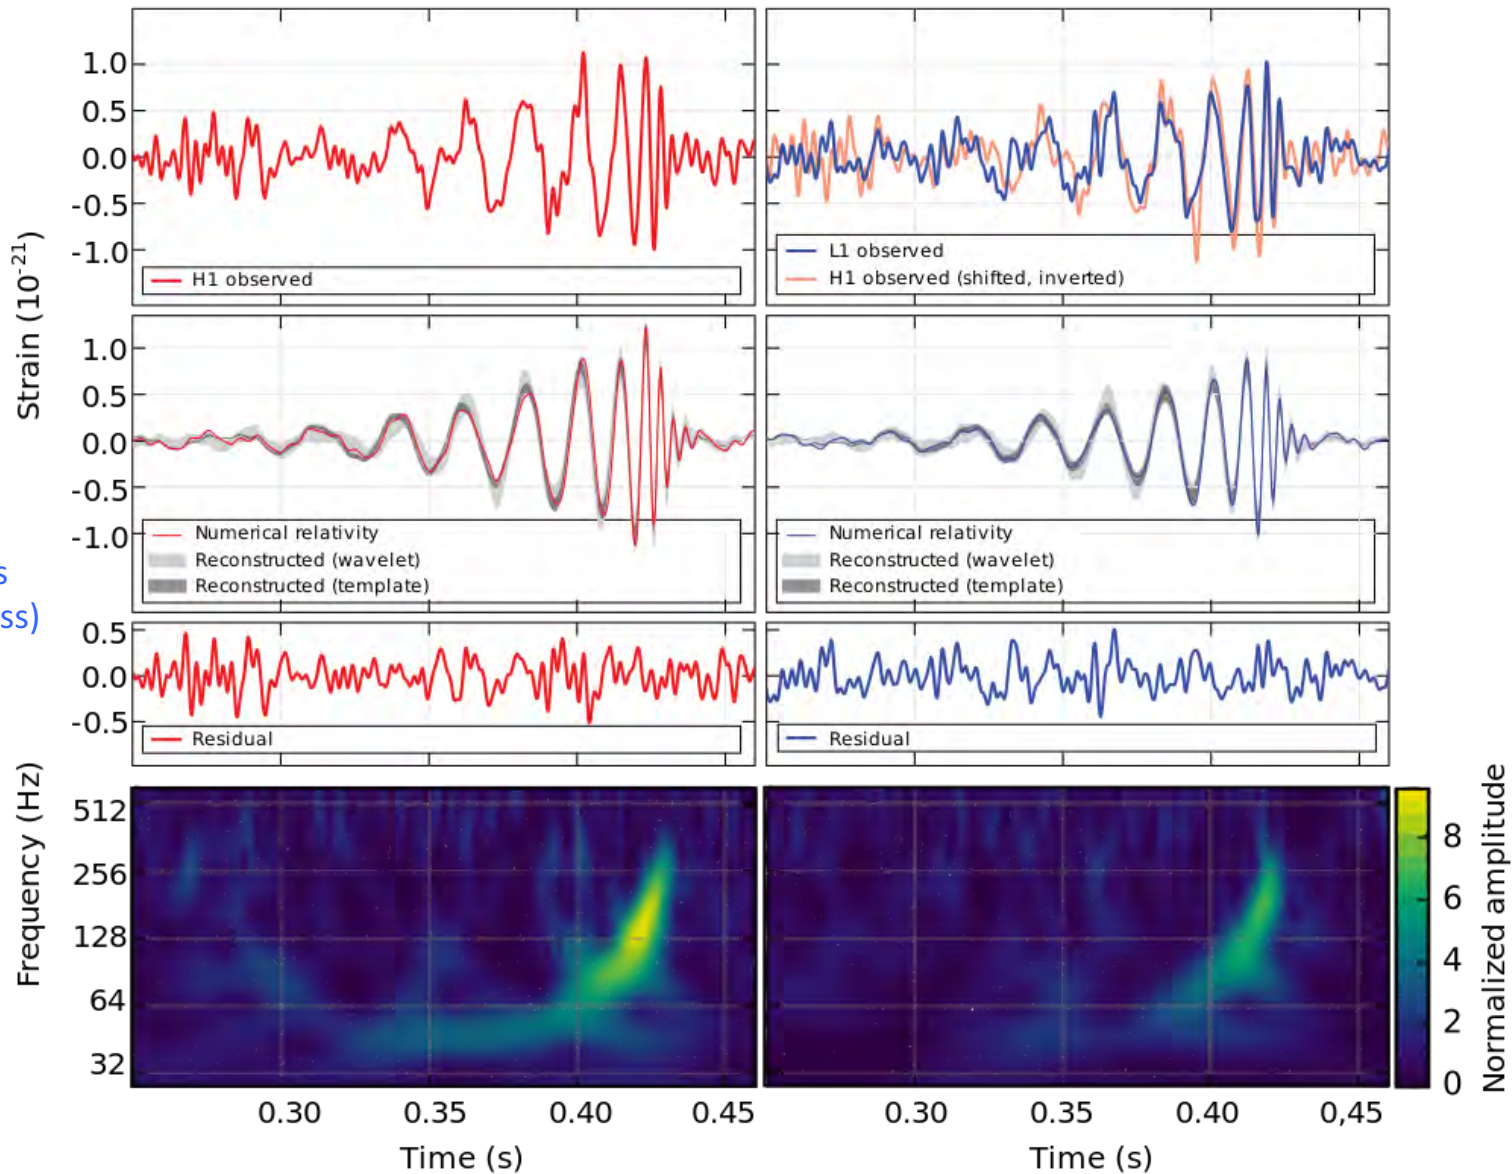 Strain (10-21)
1.0
0.5
0.0
-0.5
-1.0
H1 observed
L1 observed
H1 observed (shifted, inverted)
1.0
0.5
0.0
-0.5
-1.0
Numerical relativity
Reconstructed (wavelet)
Reconstructed (template)
Numerical relativity
Reconstructed (wavelet)
Reconstructed (template)
s
ss)
0.5
0.0
-0.5
Residual
Residual
Frequency (Hz)
512
256
128
64
32
Normalized amplitude
8
6
4
2
0
0.30 0.35 0.40 0.45
0.30 0.35 0.40 0,45
Time (s)
Time (s)